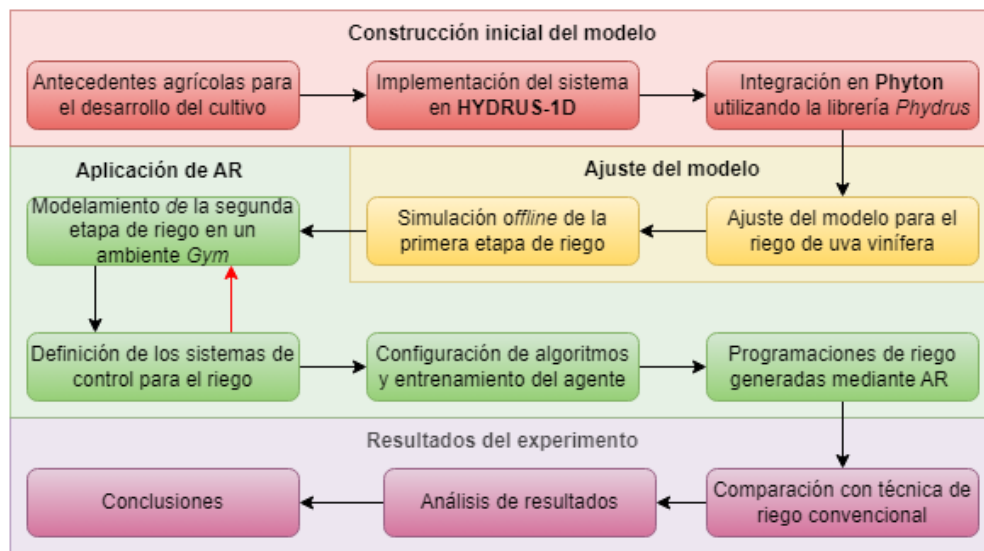 Construcción inicial del modelo
Antecedentes agrícolas para
el desarrollo del cultivo
Implementación del sistema
en HYDRUS-1D
Integración en Phyton
utilizando la librería Phydrus
Aplicación de AR
Ajuste del modelo
Modelamiento de la segunda
etapa de riego en un
ambiente Gym
Simulación offline de la
primera etapa de riego
Ajuste del modelo para el
riego de uva vinífera
Definición de los sistemas de
control para el riego
Configuración de algoritmos
y entrenamiento del agente
Programaciones de riego
generadas mediante AR
Resultados del experimento
Conclusiones
Análisis de resultados
Comparación con técnica de
riego convencional